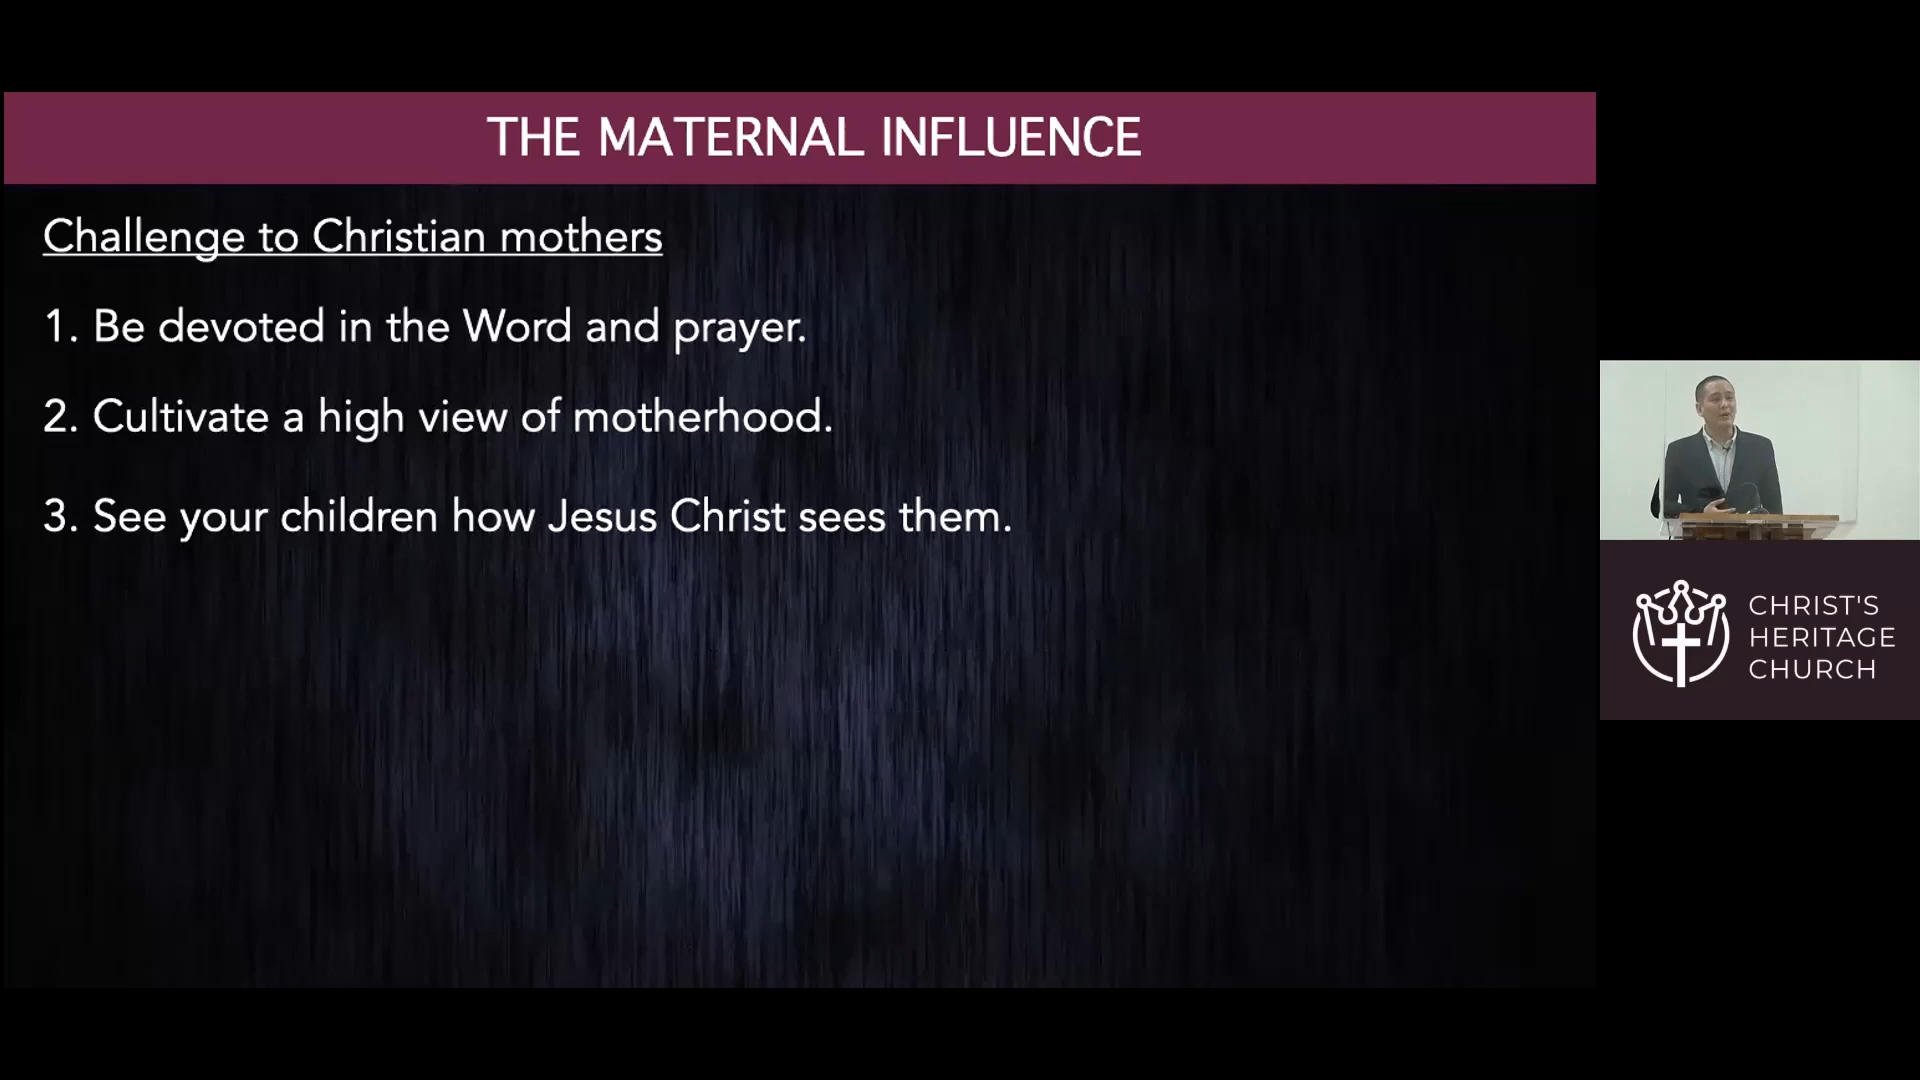 THE MATERNAL INFLUENCE
Challenge to Christian mothers
1. Be devoted in the Word and prayer.
2. Cultivate a high view of motherhood.
3. See your children how Jesus Christ sees them.
CHRIST'S
HERITAGE
CHURCH